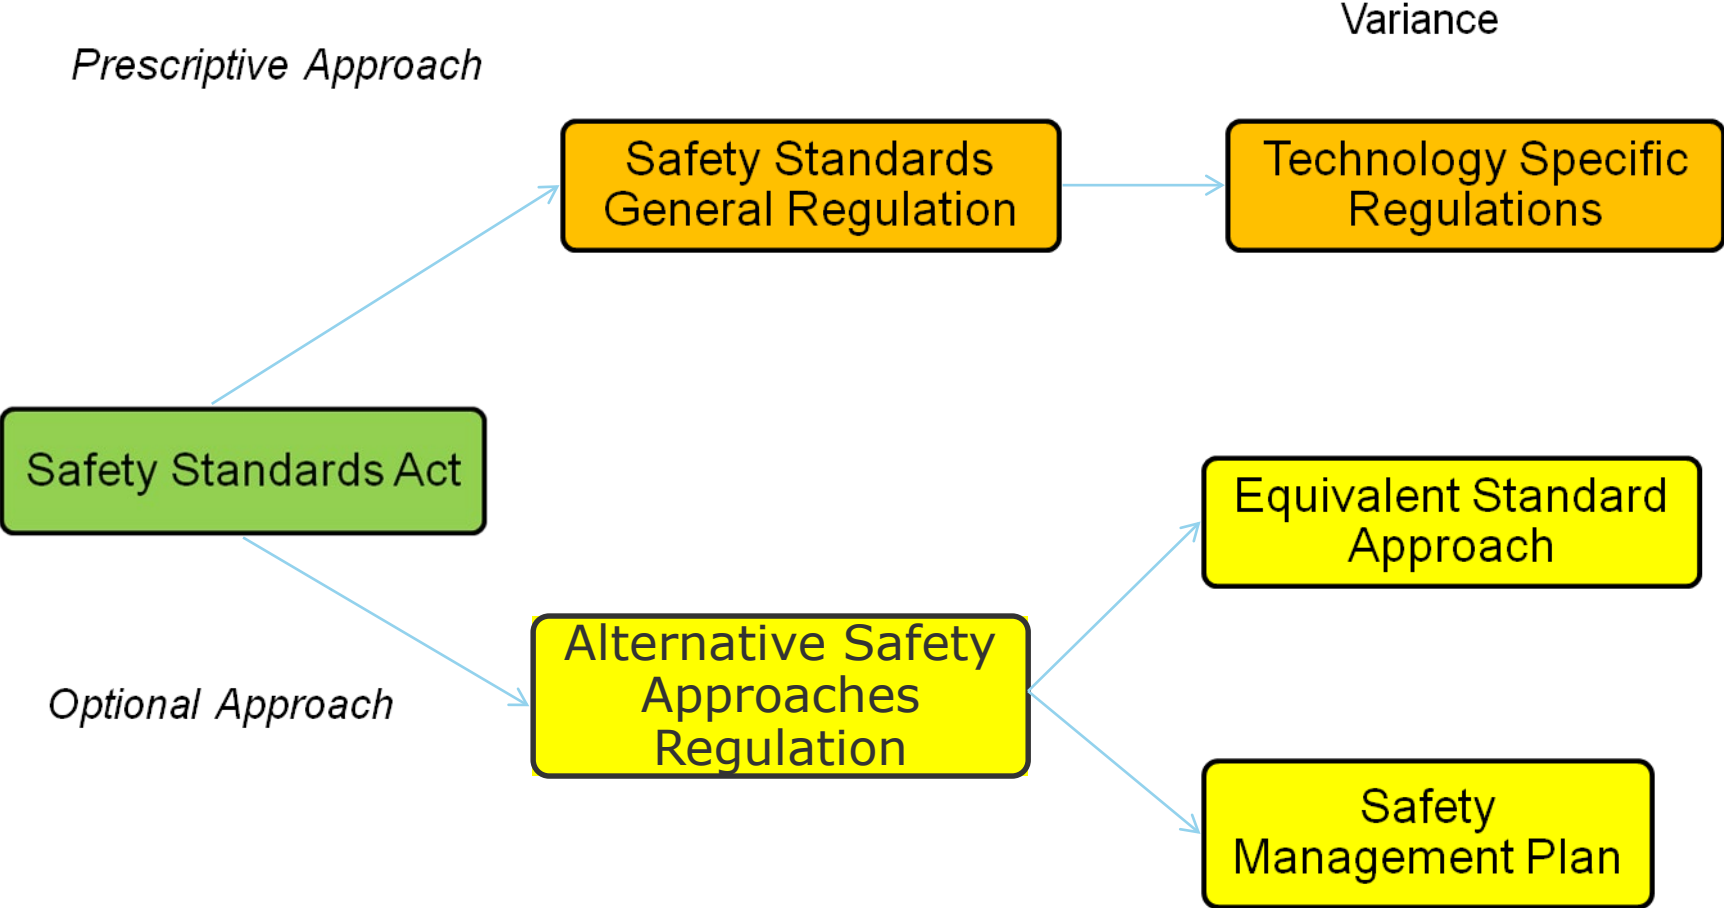 Variance
Prescriptive Approach
Safety Standards
General Regulation
Technology Specific
Regulations
Safety Standards Act
Equivalent Standard
Approach
Alternative Safety
Approaches
Regulation
Optional Approach
Safety
Management Plan